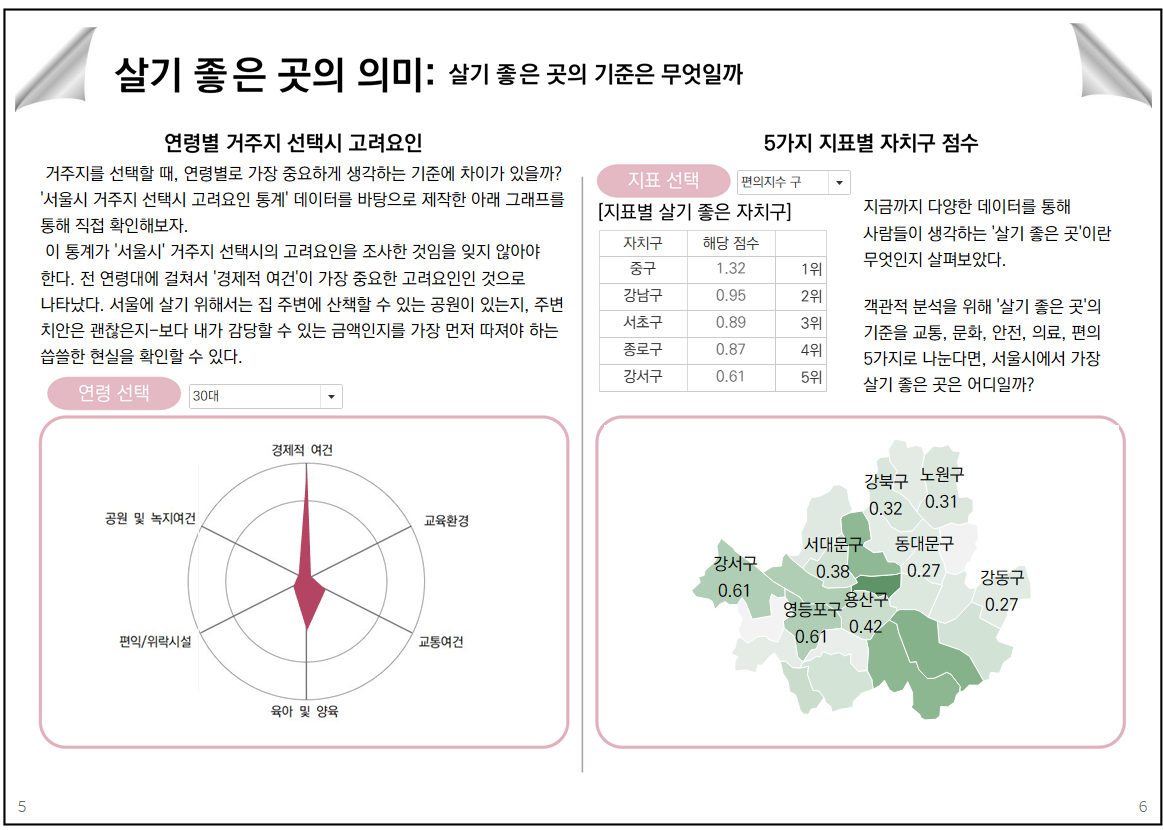 살기 좋은 곳의 의미: 살기 좋은 곳의 기준은 무엇일까
연령별 거주지 선택시 고려요인
거주지를 선택할 때, 연령별로 가장 중요하게 생각하는 기준에 차이가 있을까?
'서울시 거주지 선택시 고려요인 통계' 데이터를 바탕으로 제작한 아래 그래프를
통해 직접 확인해보자.
이 통계가 '서울시' 거주지 선택시의 고려요인을 조사한 것임을 잊지 않아야
한다. 전 연령대에 걸쳐서 '경제적 여건'이 가장 중요한 고려요인인 것으로
나타났다. 서울에 살기 위해서는 집 주변에 산책할 수 있는 공원이 있는지, 주변
치안은 괜찮은지-보다 내가 감당할 수 있는 금액인지를 가장 먼저 따져야 하는
씁쓸한 현실을 확인할 수 있다.
연령 선택
30대
경제적 여건
공원 및 녹지여건
교육환경
편익/위락시설
교통여건
육아 및 양육
5
5가지 지표별 자치구 점수
지표 선택
편의지수 구
[지표별 살기 좋은 자치구]
자치구 해당 점수
중구 1.32 1위
강남구 0.95 2위
서초구 0.89 3위
종로구 0.87 4위
강서구 0.61 5위
지금까지 다양한 데이터를 통해
사람들이 생각하는 '살기 좋은 곳'이란
무엇인지 살펴보았다.
객관적 분석을 위해 '살기 좋은 곳'의
기준을 교통, 문화, 안전, 의료, 편의
5가지로 나눈다면, 서울시에서 가장
살기 좋은 곳은 어디일까?
강북구
0.32
노원구
0.31
서대문구
0.38
동대문구
0.27
강서구
0.61
강동구
0.27
영등포구
0.61
용산구
0.42
6